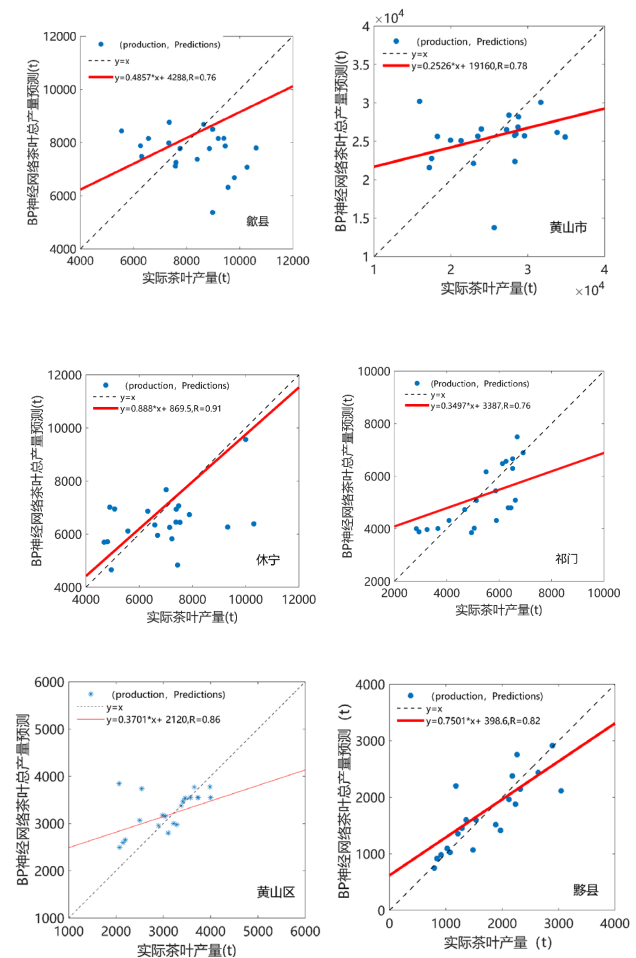 12000
10000
8000
6000
4000
4000 6000 8000 10000 12000
BP神经网络茶叶总产量预测(t)
实际茶叶产量(t)
(production, Predictions)
y=x
y=0.4857*x+ 4288,R=0.76
歙县
×10⁴
4
3.5
3
2.5
2
1.5
1
1 2 3 4
×10⁴
BP神经网络茶叶总产量预测(t)
实际茶叶产量(t)
(production, Predictions)
y=x
y=0.2526*x+ 19160,R=0.78
黄山市
12000
10000
8000
6000
4000
4000 6000 8000 10000 12000
BP神经网络茶叶总产量预测(t)
实际茶叶产量(t)
(production, Predictions)
y=x
y=0.888*x+ 869.5,R=0.91
休宁
10000
8000
6000
4000
2000
2000 4000 6000 8000 10000
BP神经网络茶叶总产量预测(t)
实际茶叶产量(t)
(Production, Predictions)
y=x
y=0.3497*x+ 3387,R=0.76
祁门
6000
5000
4000
3000
2000
1000
1000 2000 3000 4000 5000 6000
BP神经网络茶叶总产量预测
实际茶叶产量(t)
(production, Predictions)
y=x
y=0.3701*x+ 2120,R=0.86
黄山区
4000
3000
2000
1000
0
0 1000 2000 3000 4000
BP神经网络茶叶总产量预测（t）
实际茶叶产量（t）
(production, Predictions)
y=x
y=0.7501*x+ 398.6,R=0.82
黟县